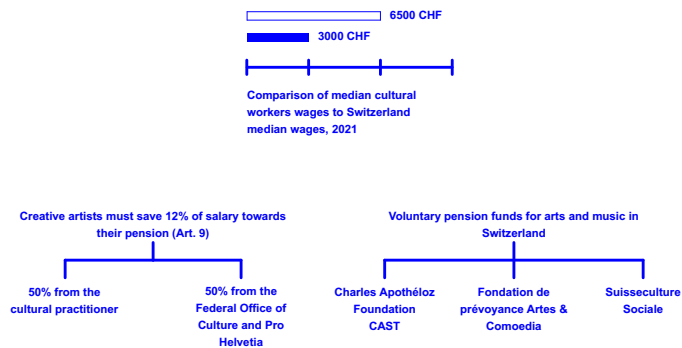 6500 CHF
3000 CHF
Comparison of median cultural
workers wages to Switzerland
median wages, 2021
Creative artists must save 12% of salary towards
their pension (Art. 9)
50% from the
cultural practitioner
50% from the
Federal Office of
Culture and Pro
Helvetia
Voluntary pension funds for arts and music in
Switzerland
Charles Apothéloz
Foundation
CAST
Fondation de
prévoyance Artes &
Comoedia
Suisseculture
Sociale